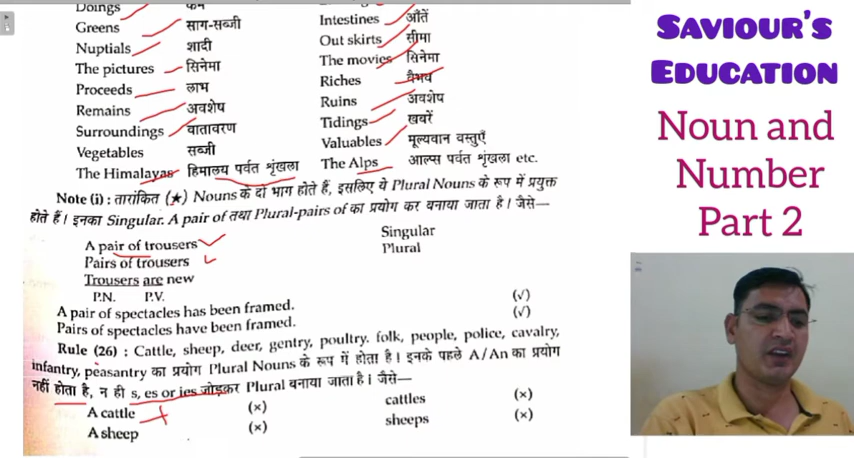 Doings
Greens साग-सब्जी
Nuptials शादी
The pictures सिनेमा
Proceeds लाभ
Remains अवशेष
Surroundings वातावरण
Vegetables सब्जी
The Himalayas हिमालय पर्वत शृंखला
Intestines आँतें
Out skirts सीमा
The movies सिनेमा
Riches वैभव
Ruins अवशेष
Tidings खबरें
Valuables मूल्यवान वस्तुएँ
The Alps आल्प्स पर्वत शृंखला etc.
Note (i) : तारांकित (★) Nouns के दो भाग होते हैं, इसलिए ये Plural Nouns के रूप में प्रयुक्त
होते हैं। इनका Singular. A pair of तथा Plural-pairs of का प्रयोग कर बनाया जाता है। जैसे—
A pair of trousers Singular
Pairs of trousers Plural
Trousers are new
P.N. P.V.
A pair of spectacles has been framed. (√)
Pairs of spectacles have been framed. (√)
Rule (26) : Cattle, sheep, deer, gentry, poultry. folk, people, police, cavalry,
infantry, peasantry का प्रयोग Plural Nouns के रूप में होता है। इनके पहले A/An का प्रयोग
नहीं होता है, न ही s, es or ies जोड़कर Plural बनाया जाता है। जैसे—
A cattle (×) cattles (×)
A sheep (×) sheeps (×)
SAVIOUR'S
EDUCATION
Noun and
Number
Part 2